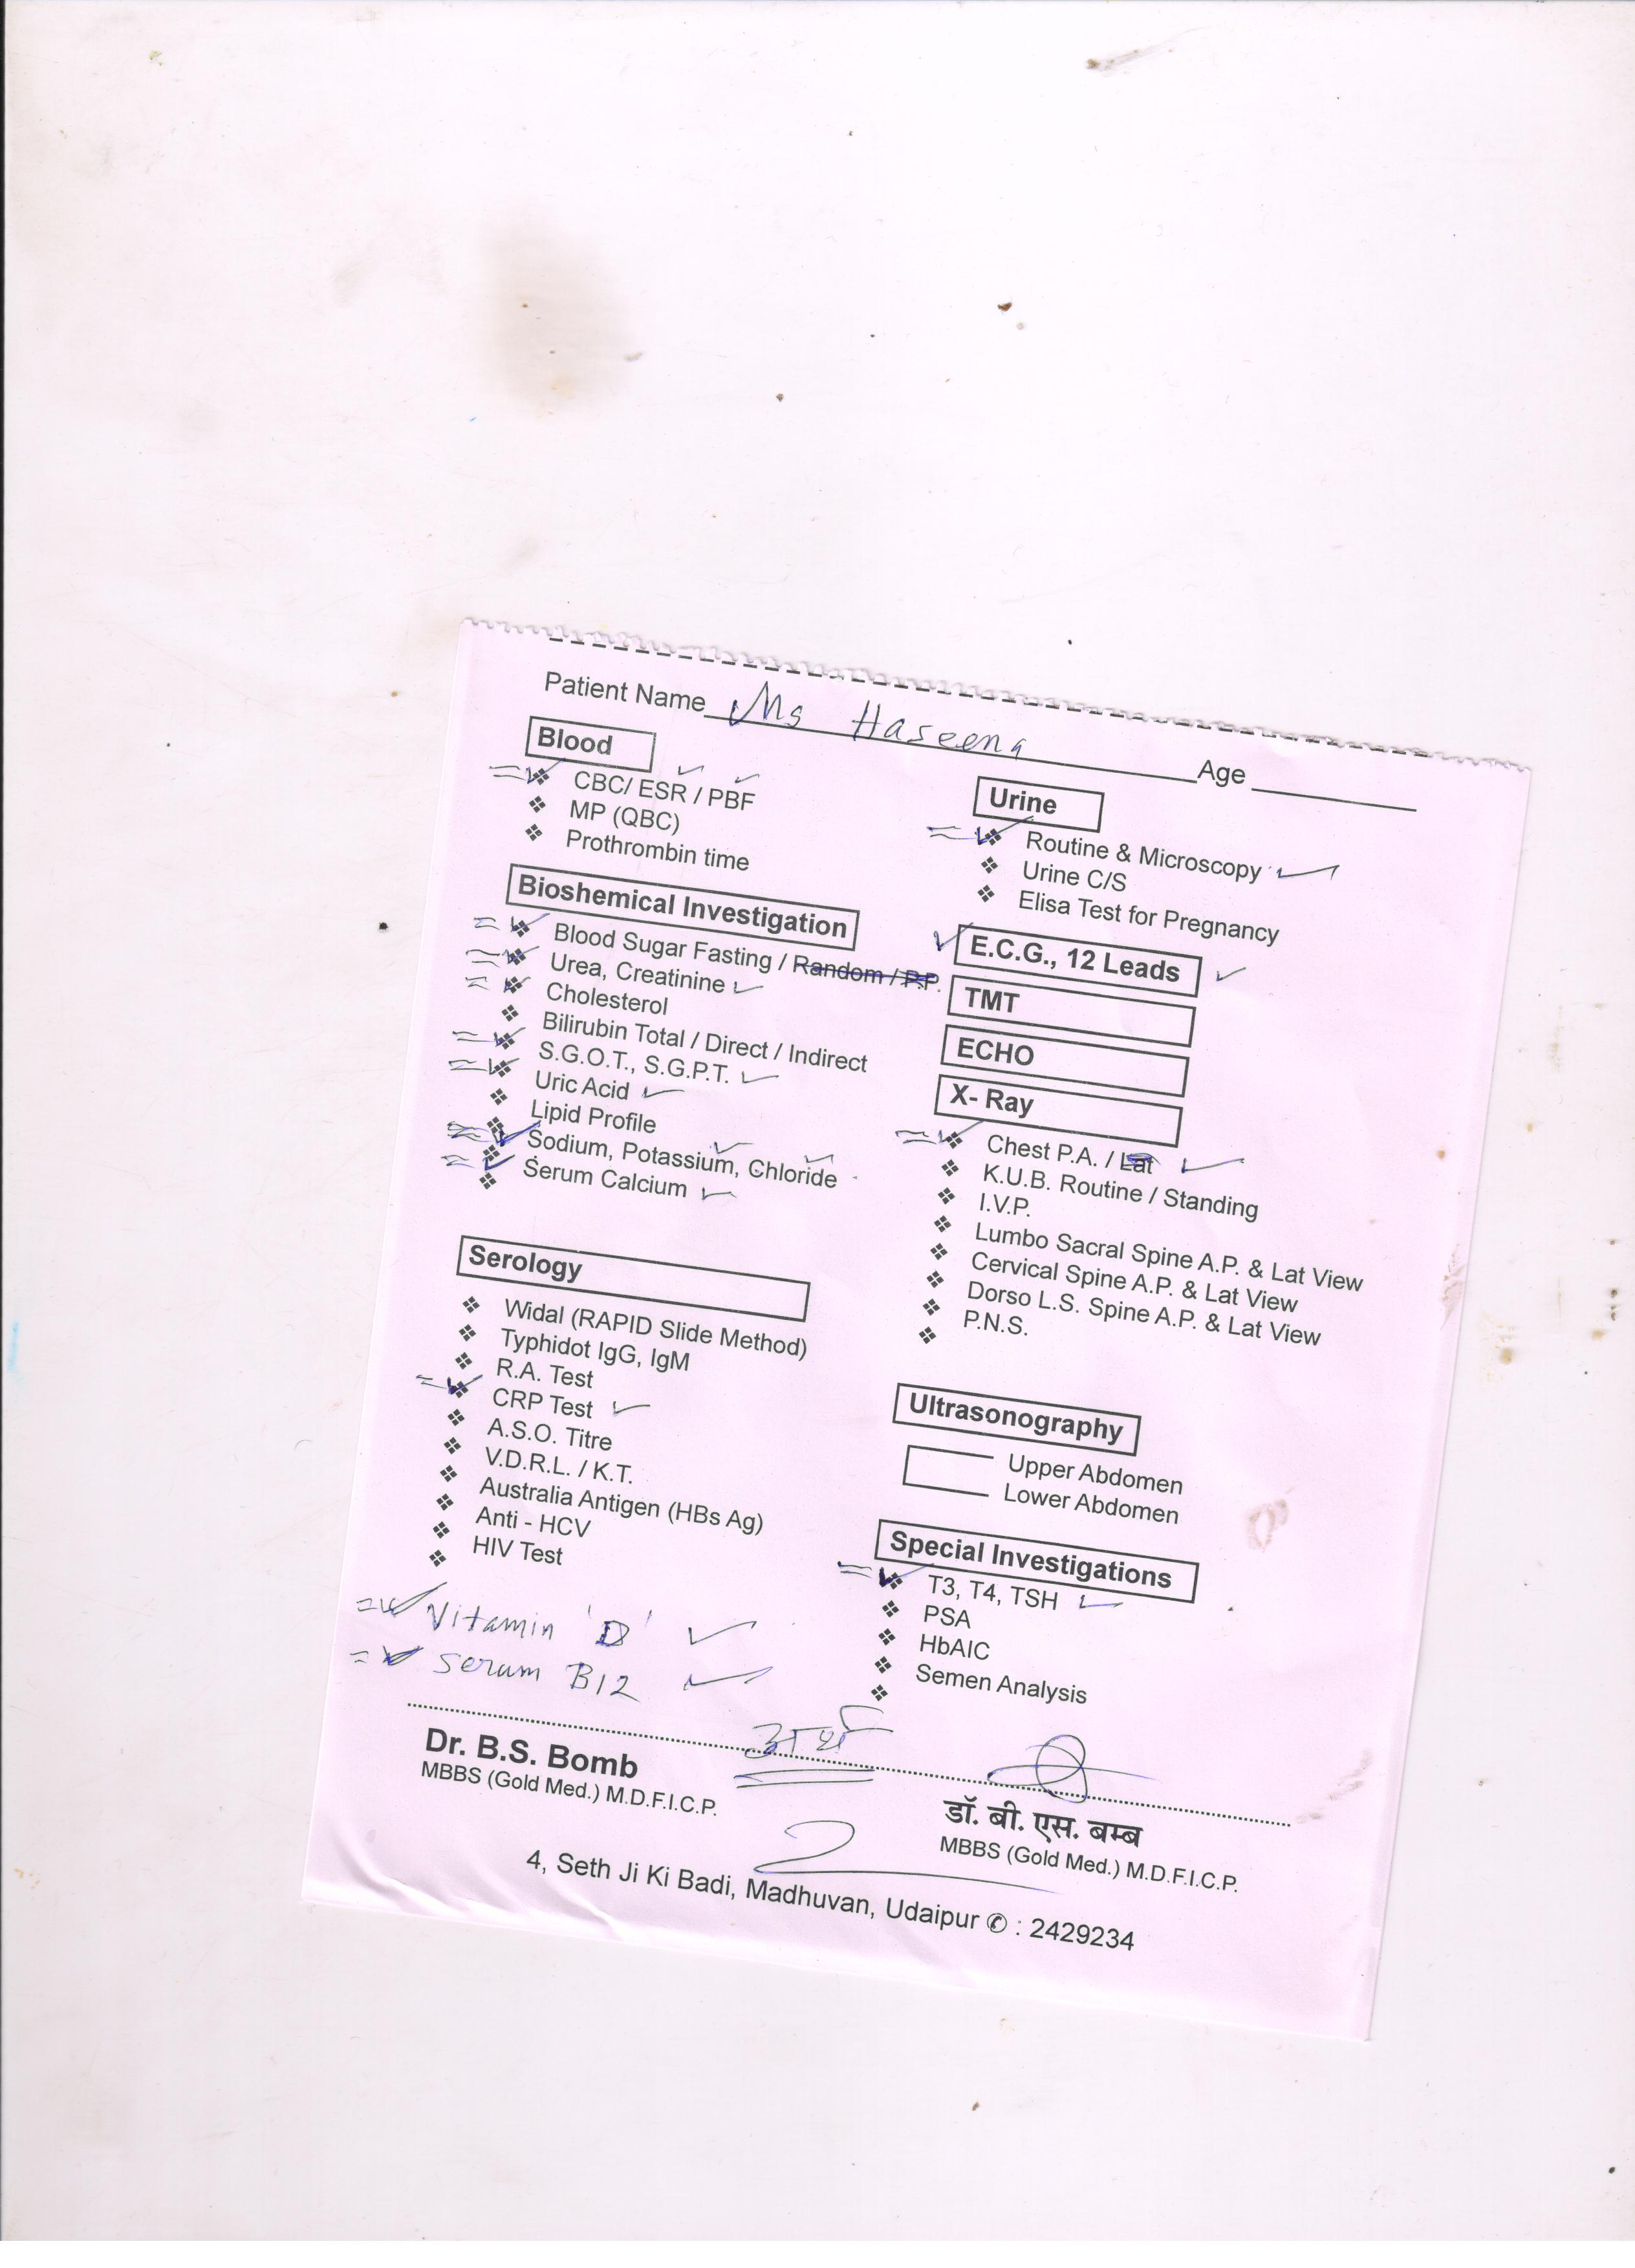 Patient Name Ms Haseena Age
Blood
CBC/ ESR / PBF
MP (QBC)
Prothrombin time
Bioshemical Investigation
Blood Sugar Fasting / Random / P.P.
Urea, Creatinine
Cholesterol
Bilirubin Total / Direct / Indirect
S.G.O.T., S.G.P.T.
Uric Acid
Lipid Profile
Sodium, Potassium, Chloride
Serum Calcium
Serology
Widal (RAPID Slide Method)
Typhidot IgG, IgM
R.A. Test
CRP Test
A.S.O. Titre
V.D.R.L. / K.T.
Australia Antigen (HBs Ag)
Anti - HCV
HIV Test
Vitamin 'D'
Serum B12
Urine
Routine & Microscopy
Urine C/S
Elisa Test for Pregnancy
E.C.G., 12 Leads
TMT
ECHO
X- Ray
Chest P.A. / Lat
K.U.B. Routine / Standing
I.V.P.
Lumbo Sacral Spine A.P. & Lat View
Cervical Spine A.P. & Lat View
Dorso L.S. Spine A.P. & Lat View
P.N.S.
Ultrasonography
Upper Abdomen
Lower Abdomen
Special Investigations
T3, T4, TSH
PSA
HbAIC
Semen Analysis
Dr. B.S. Bomb
MBBS (Gold Med.) M.D.F.I.C.P.
डॉ. बी. एस. बम्ब
MBBS (Gold Med.) M.D.F.I.C.P.
4, Seth Ji Ki Badi, Madhuvan, Udaipur ✆ : 2429234